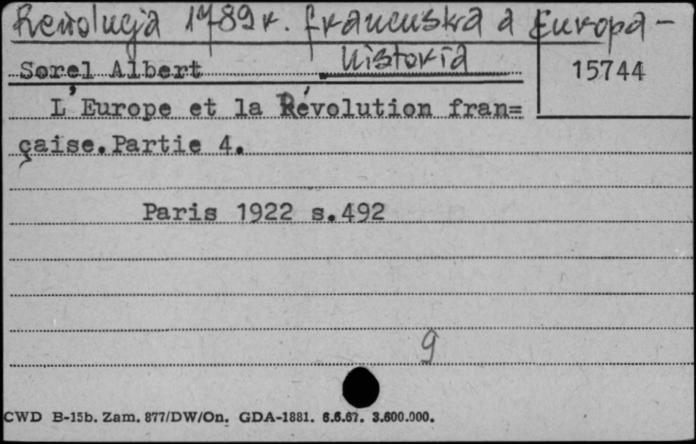 Rewolucja 1789 r. francuska a Europa -
historia
Sorel Albert
15744
L'Europe et la Révolution fran=
çaise. Partie 4.
Paris 1922 s.492
9
CWD B-15b. Zam. 877/DW/On. GDA-1881. 6.6.67. 3.600.000.